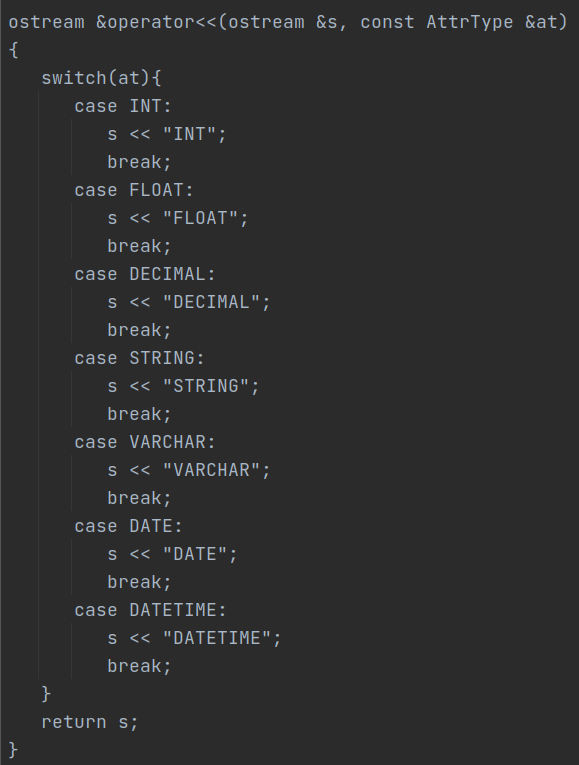 ostream &operator<<(ostream &s, const AttrType &at)
{
   switch(at){
      case INT:
         s << "INT";
         break;
      case FLOAT:
         s << "FLOAT";
         break;
      case DECIMAL:
         s << "DECIMAL";
         break;
      case STRING:
         s << "STRING";
         break;
      case VARCHAR:
         s << "VARCHAR";
         break;
      case DATE:
         s << "DATE";
         break;
      case DATETIME:
         s << "DATETIME";
         break;
   }
   return s;
}